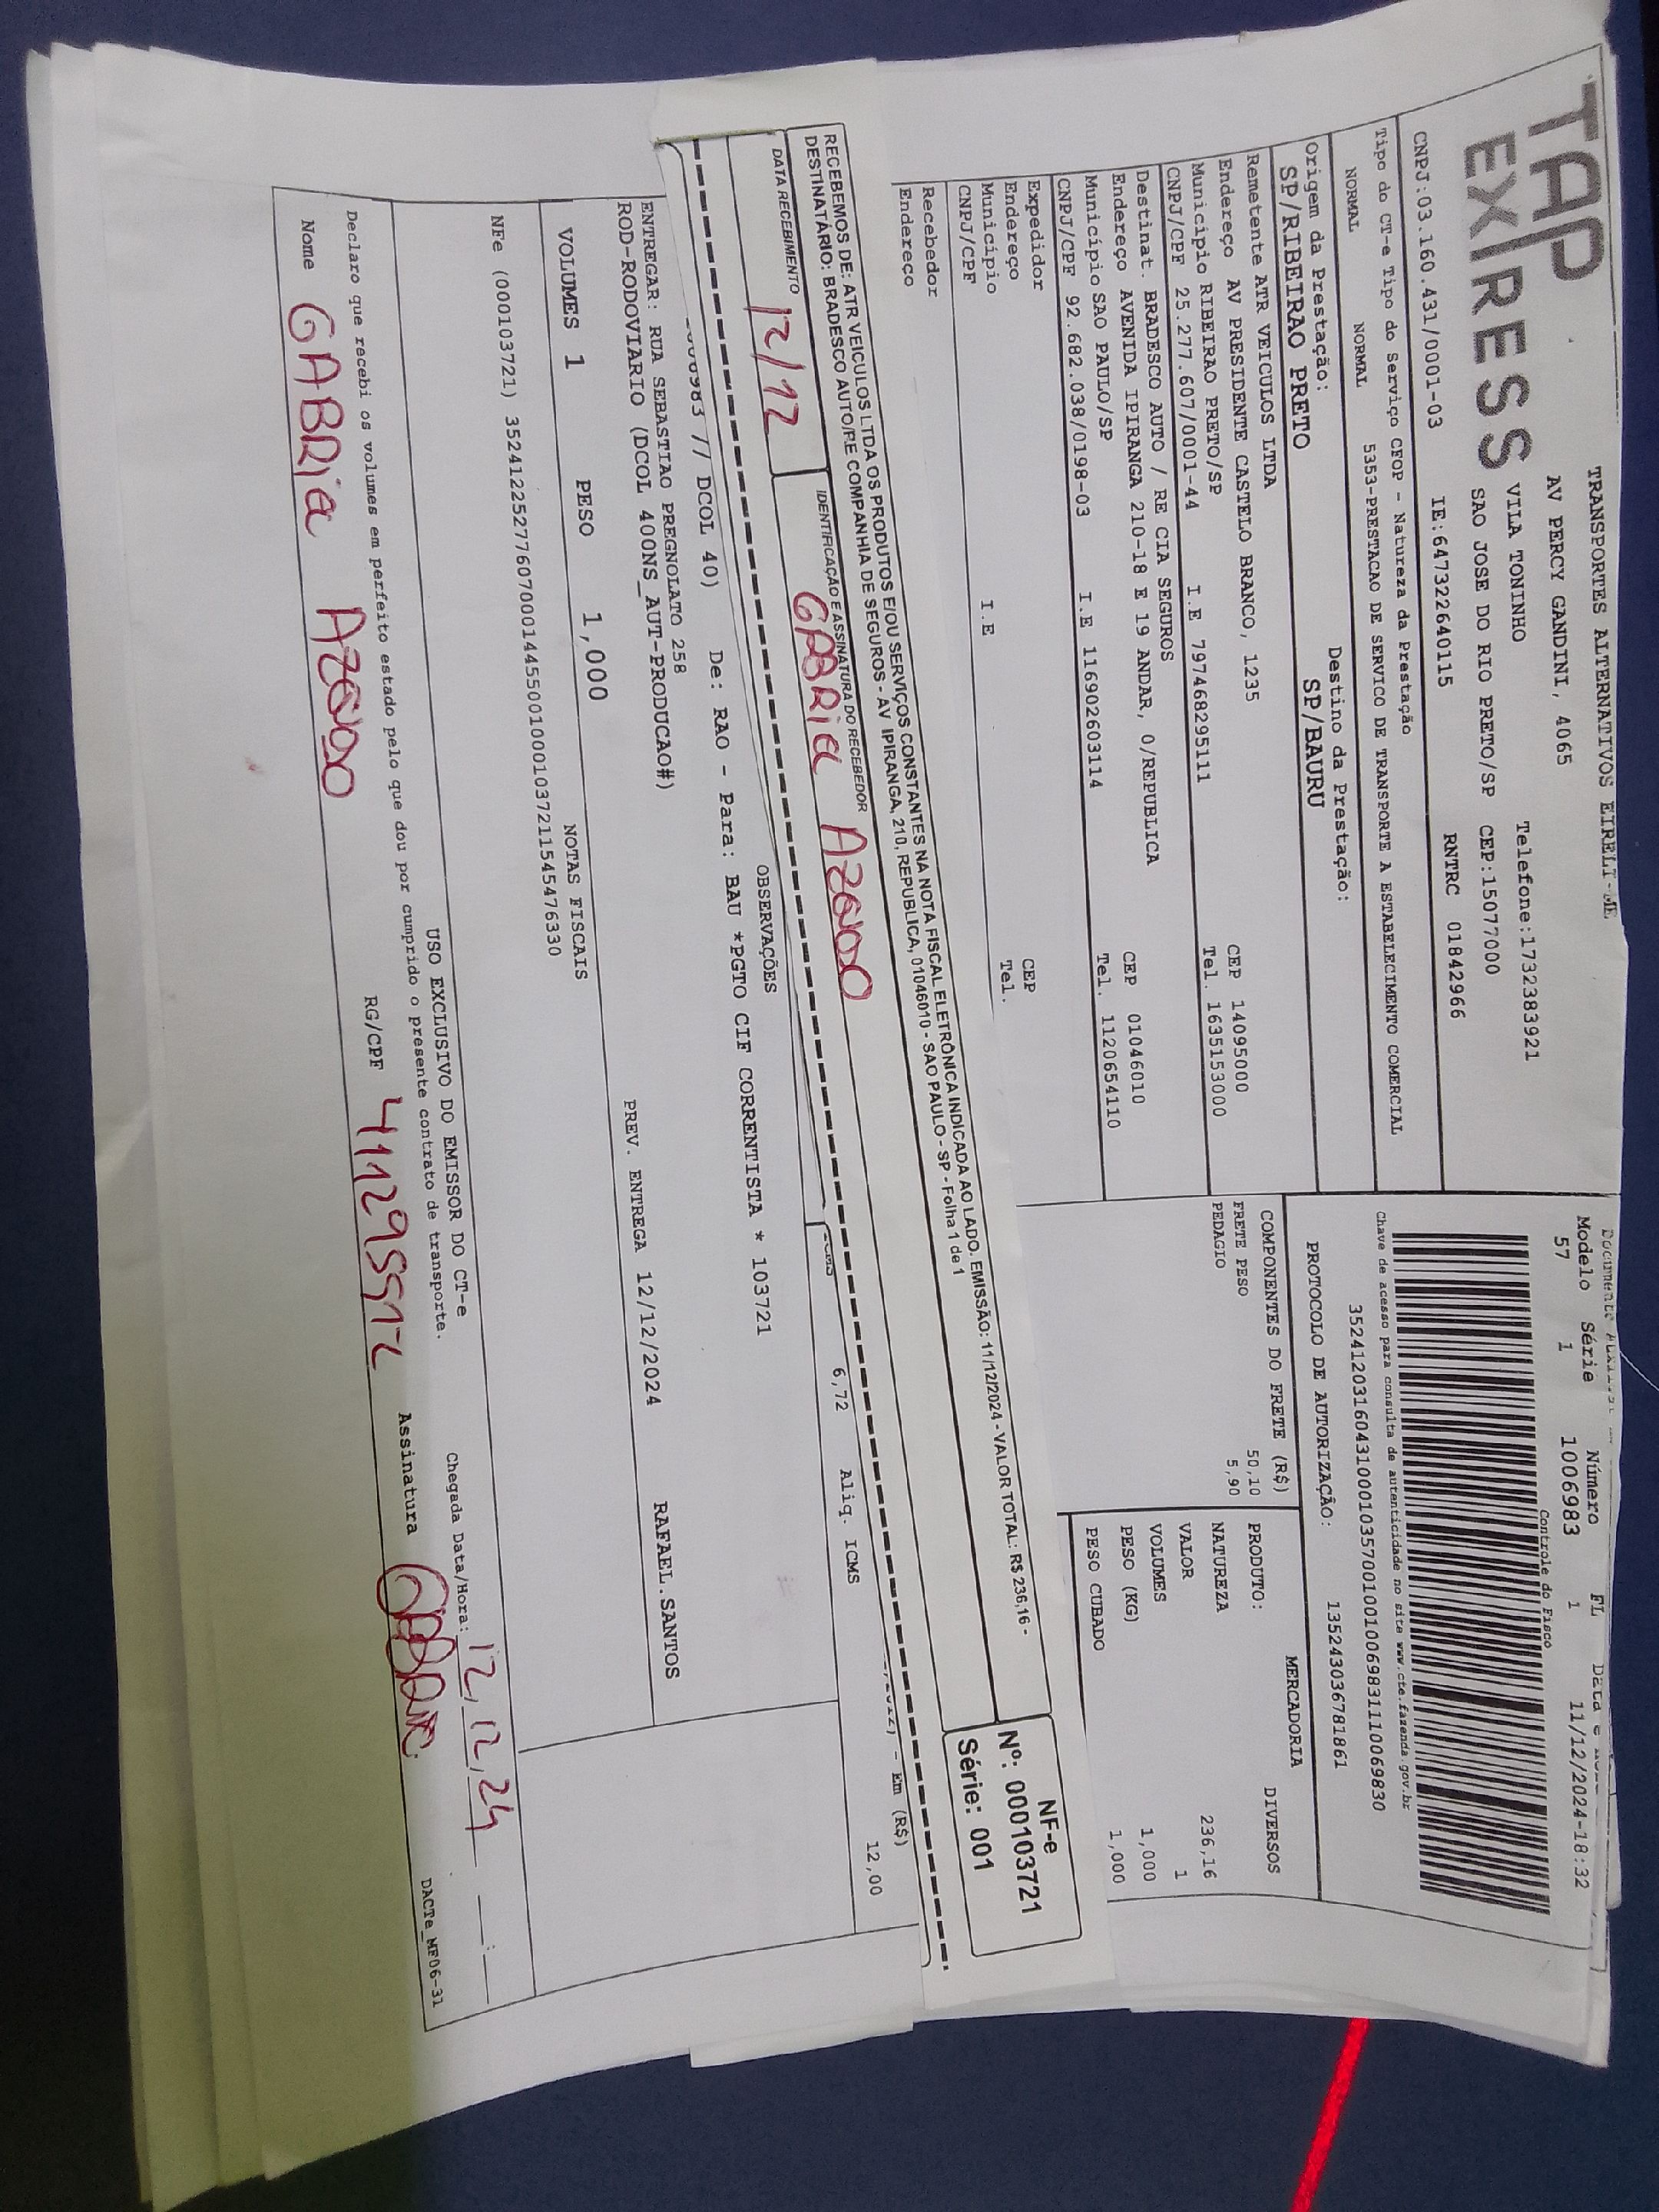 TAP
EXPRESS
TRANSPORTES ALTERNATIVOS EIRELI-ME
AV PERCY GANDINI, 4065
VILA TONINHO Telefone:1732383921
SAO JOSE DO RIO PRETO/SP CEP:15077000
CNPJ:03.160.431/0001-03 IE:647322640115 RNTRC 01842966
Tipo do CT-e Tipo do Serviço CFOP - Natureza da Prestação
NORMAL NORMAL 5353-PRESTACAO DE SERVICO DE TRANSPORTE A ESTABELECIMENTO COMERCIAL
Origem da Prestação: Destino da Prestação:
SP/RIBEIRAO PRETO SP/BAURU
Modelo Série Número FL
57 1 1006983 1 11/12/2024-18:32
Controle do Fisco
Chave de acesso para consulta de autenticidade no site www.cte.fazenda.gov.br
PROTOCOLO DE AUTORIZAÇÃO: 135243036781861
Remetente ATR VEICULOS LTDA
Endereço AV PRESIDENTE CASTELO BRANCO, 1235 CEP 14095000
Municipio RIBEIRAO PRETO/SP Tel. 1635153000
CNPJ/CPF 25.277.607/0001-44 I.E 797468295111
Destinat. BRADESCO AUTO / RE CIA SEGUROS
Endereço AVENIDA IPIRANGA 210-18 E 19 ANDAR, 0/REPUBLICA CEP 01046010
Município SAO PAULO/SP Tel. 1120654110
CNPJ/CPF 92.682.038/0198-03 I.E 116902603114
Expedidor
Endereço CEP
Município Tel.
CNPJ/CPF I.E
Recebedor
Endereço
COMPONENTES DO FRETE (R$)
FRETE PESO 50,10
PEDAGIO 5,90
MERCADORIA
PRODUTO: DIVERSOS
NATUREZA
VALOR 236,16
VOLUMES 1
PESO (KG) 1,000
PESO CUBADO 1,000
RECEBEMOS DE: ATR VEICULOS LTDA OS PRODUTOS E/OU SERVIÇOS CONSTANTES NA NOTA FISCAL ELETRÔNICA INDICADA AO LADO. EMISSÃO: 11/12/2024 - VALOR TOTAL: R$ 236,16 -
DESTINATÁRIO: BRADESCO AUTO/RE COMPANHIA DE SEGUROS - AV IPIRANGA, 210, REPUBLICA, 01046010 - SAO PAULO - SP - Folha 1 de 1
DATA RECEBIMENTO IDENTIFICAÇÃO E ASSINATURA DO RECEBEDOR
12/12
NF-e
Nº: 000103721
Série: 001
6,72 Aliq. ICMS 12,00
Em (R$)
OBSERVAÇÕES
// DCOL 40) De: RAO - Para: BAU *PGTO CIF CORRENTISTA * 103721
ENTREGAR: RUA SEBASTIAO PREGNOLATO 258
ROD-RODOVIARIO (DCOL 400NS_AUT-PRODUCAO#) PREV. ENTREGA 12/12/2024 RAFAEL.SANTOS
VOLUMES 1 PESO 1,000
NOTAS FISCAIS
NFe (000103721)
USO EXCLUSIVO DO EMISSOR DO CT-e
Chegada Data/Hora: 12, 12, 24
Declaro que recebi os volumes em perfeito estado pelo que dou por cumprido o presente contrato de transporte.
Nome RG/CPF Assinatura
DACTe_MF06-31